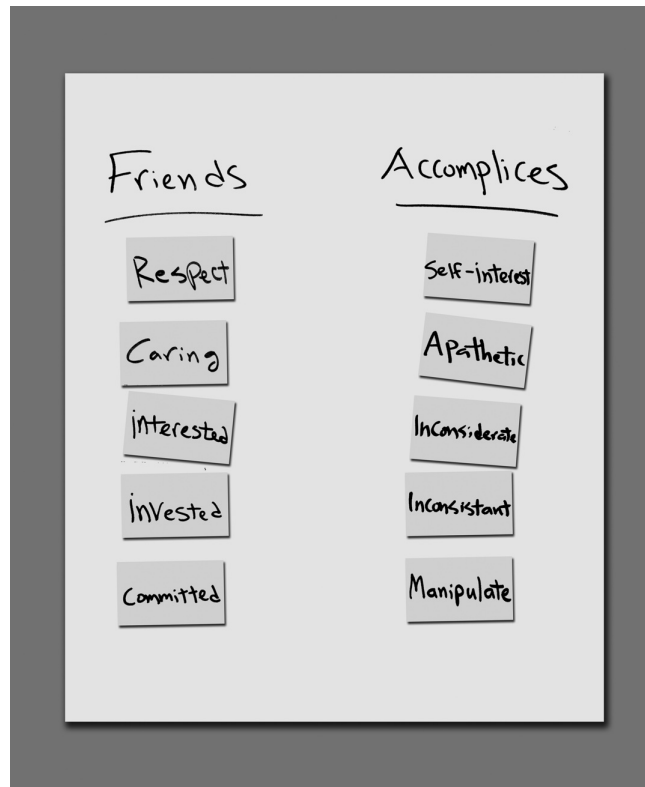 Friends
Respect
Caring
interested
invested
Committed
Accomplices
Self-interest
Apathetic
Inconsiderate
Inconsistant
Manipulate